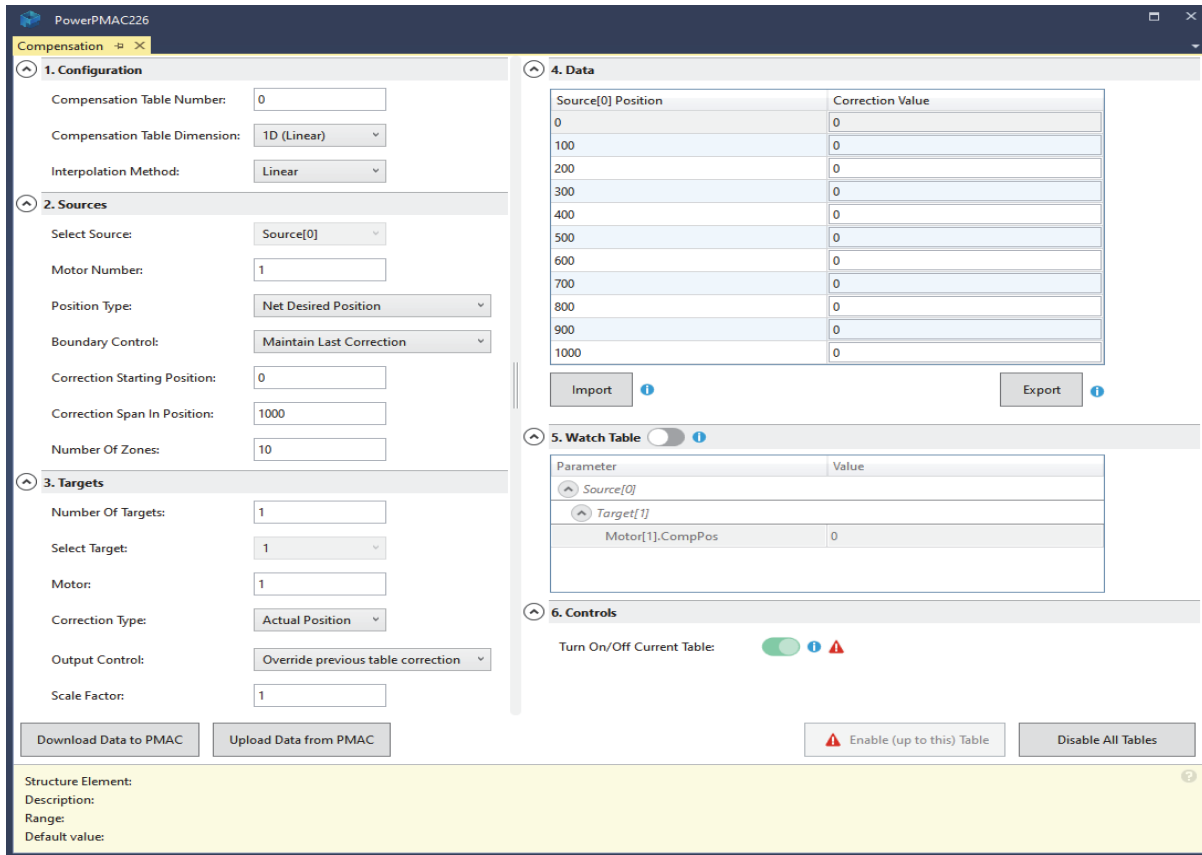 PowerPMAC226
Compensation
1. Configuration
Compensation Table Number: 0
Compensation Table Dimension: 1D (Linear)
Interpolation Method: Linear
2. Sources
Select Source: Source[0]
Motor Number: 1
Position Type: Net Desired Position
Boundary Control: Maintain Last Correction
Correction Starting Position: 0
Correction Span In Position: 1000
Number Of Zones: 10
3. Targets
Number Of Targets: 1
Select Target: 1
Motor: 1
Correction Type: Actual Position
Output Control: Override previous table correction
Scale Factor: 1
4. Data
Source[0] Position Correction Value
0 0
100 0
200 0
300 0
400 0
500 0
600 0
700 0
800 0
900 0
1000 0
Import Export
5. Watch Table
Parameter Value
Source[0]
Target[1]
Motor[1].CompPos 0
6. Controls
Turn On/Off Current Table:
Download Data to PMAC Upload Data from PMAC Enable (up to this) Table Disable All Tables
Structure Element:
Description:
Range:
Default value: